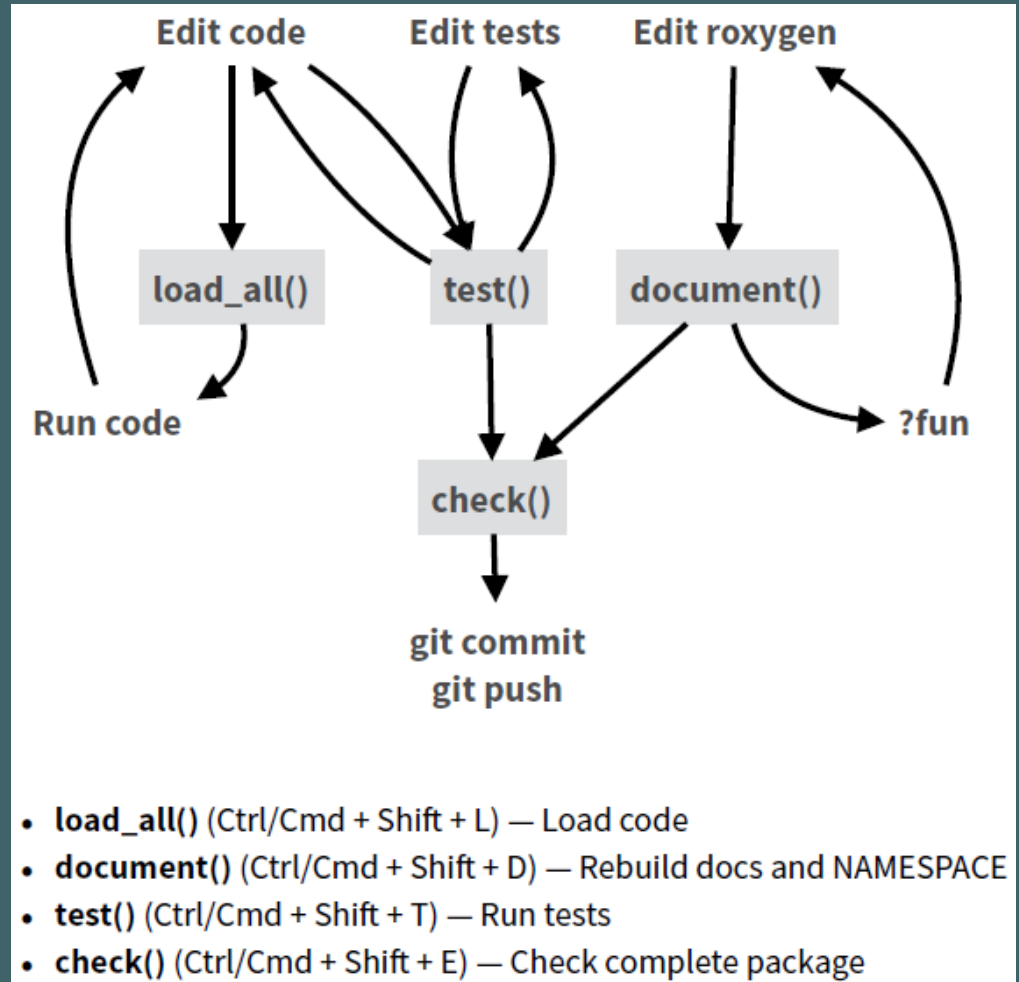 Edit code Edit tests Edit roxygen
load_all() test() document()
Run code ?fun
check()
git commit
git push
• load_all() (Ctrl/Cmd + Shift + L) — Load code
• document() (Ctrl/Cmd + Shift + D) — Rebuild docs and NAMESPACE
• test() (Ctrl/Cmd + Shift + T) — Run tests
• check() (Ctrl/Cmd + Shift + E) — Check complete package